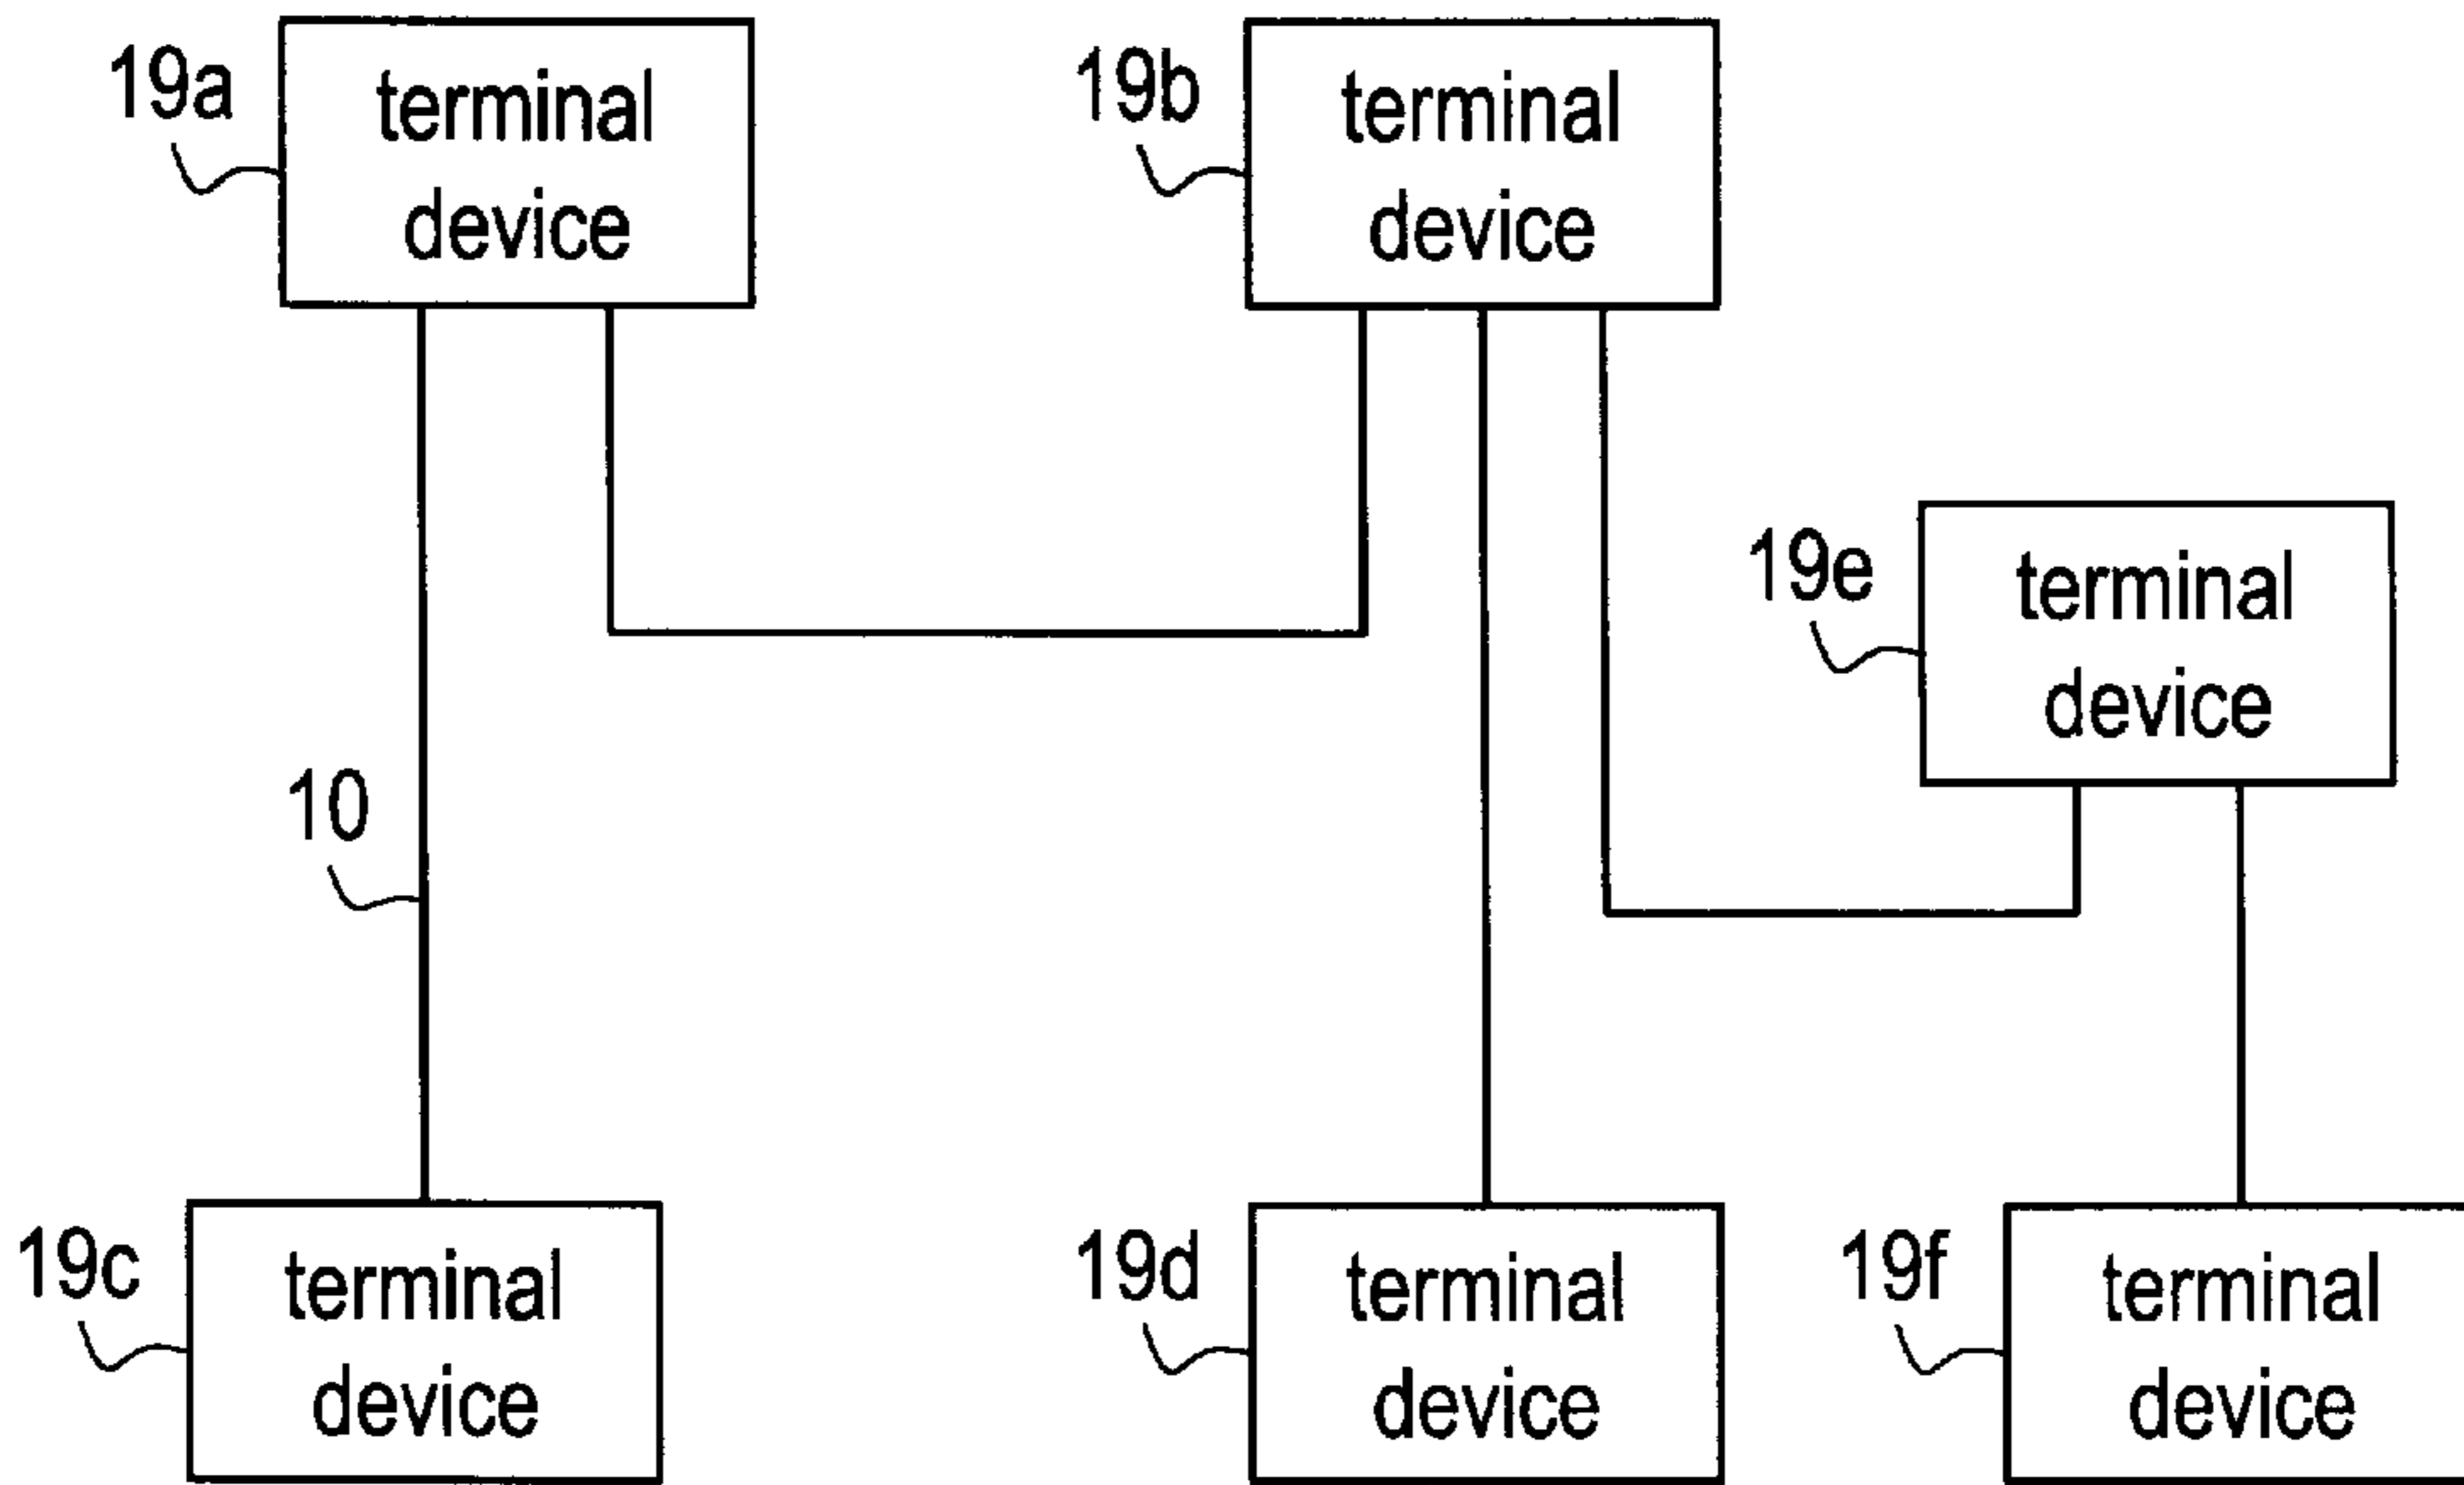 19a
terminal
device
19b
terminal
device
19e
terminal
device
10
19c
terminal
device
19d
terminal
device
19f
terminal
device